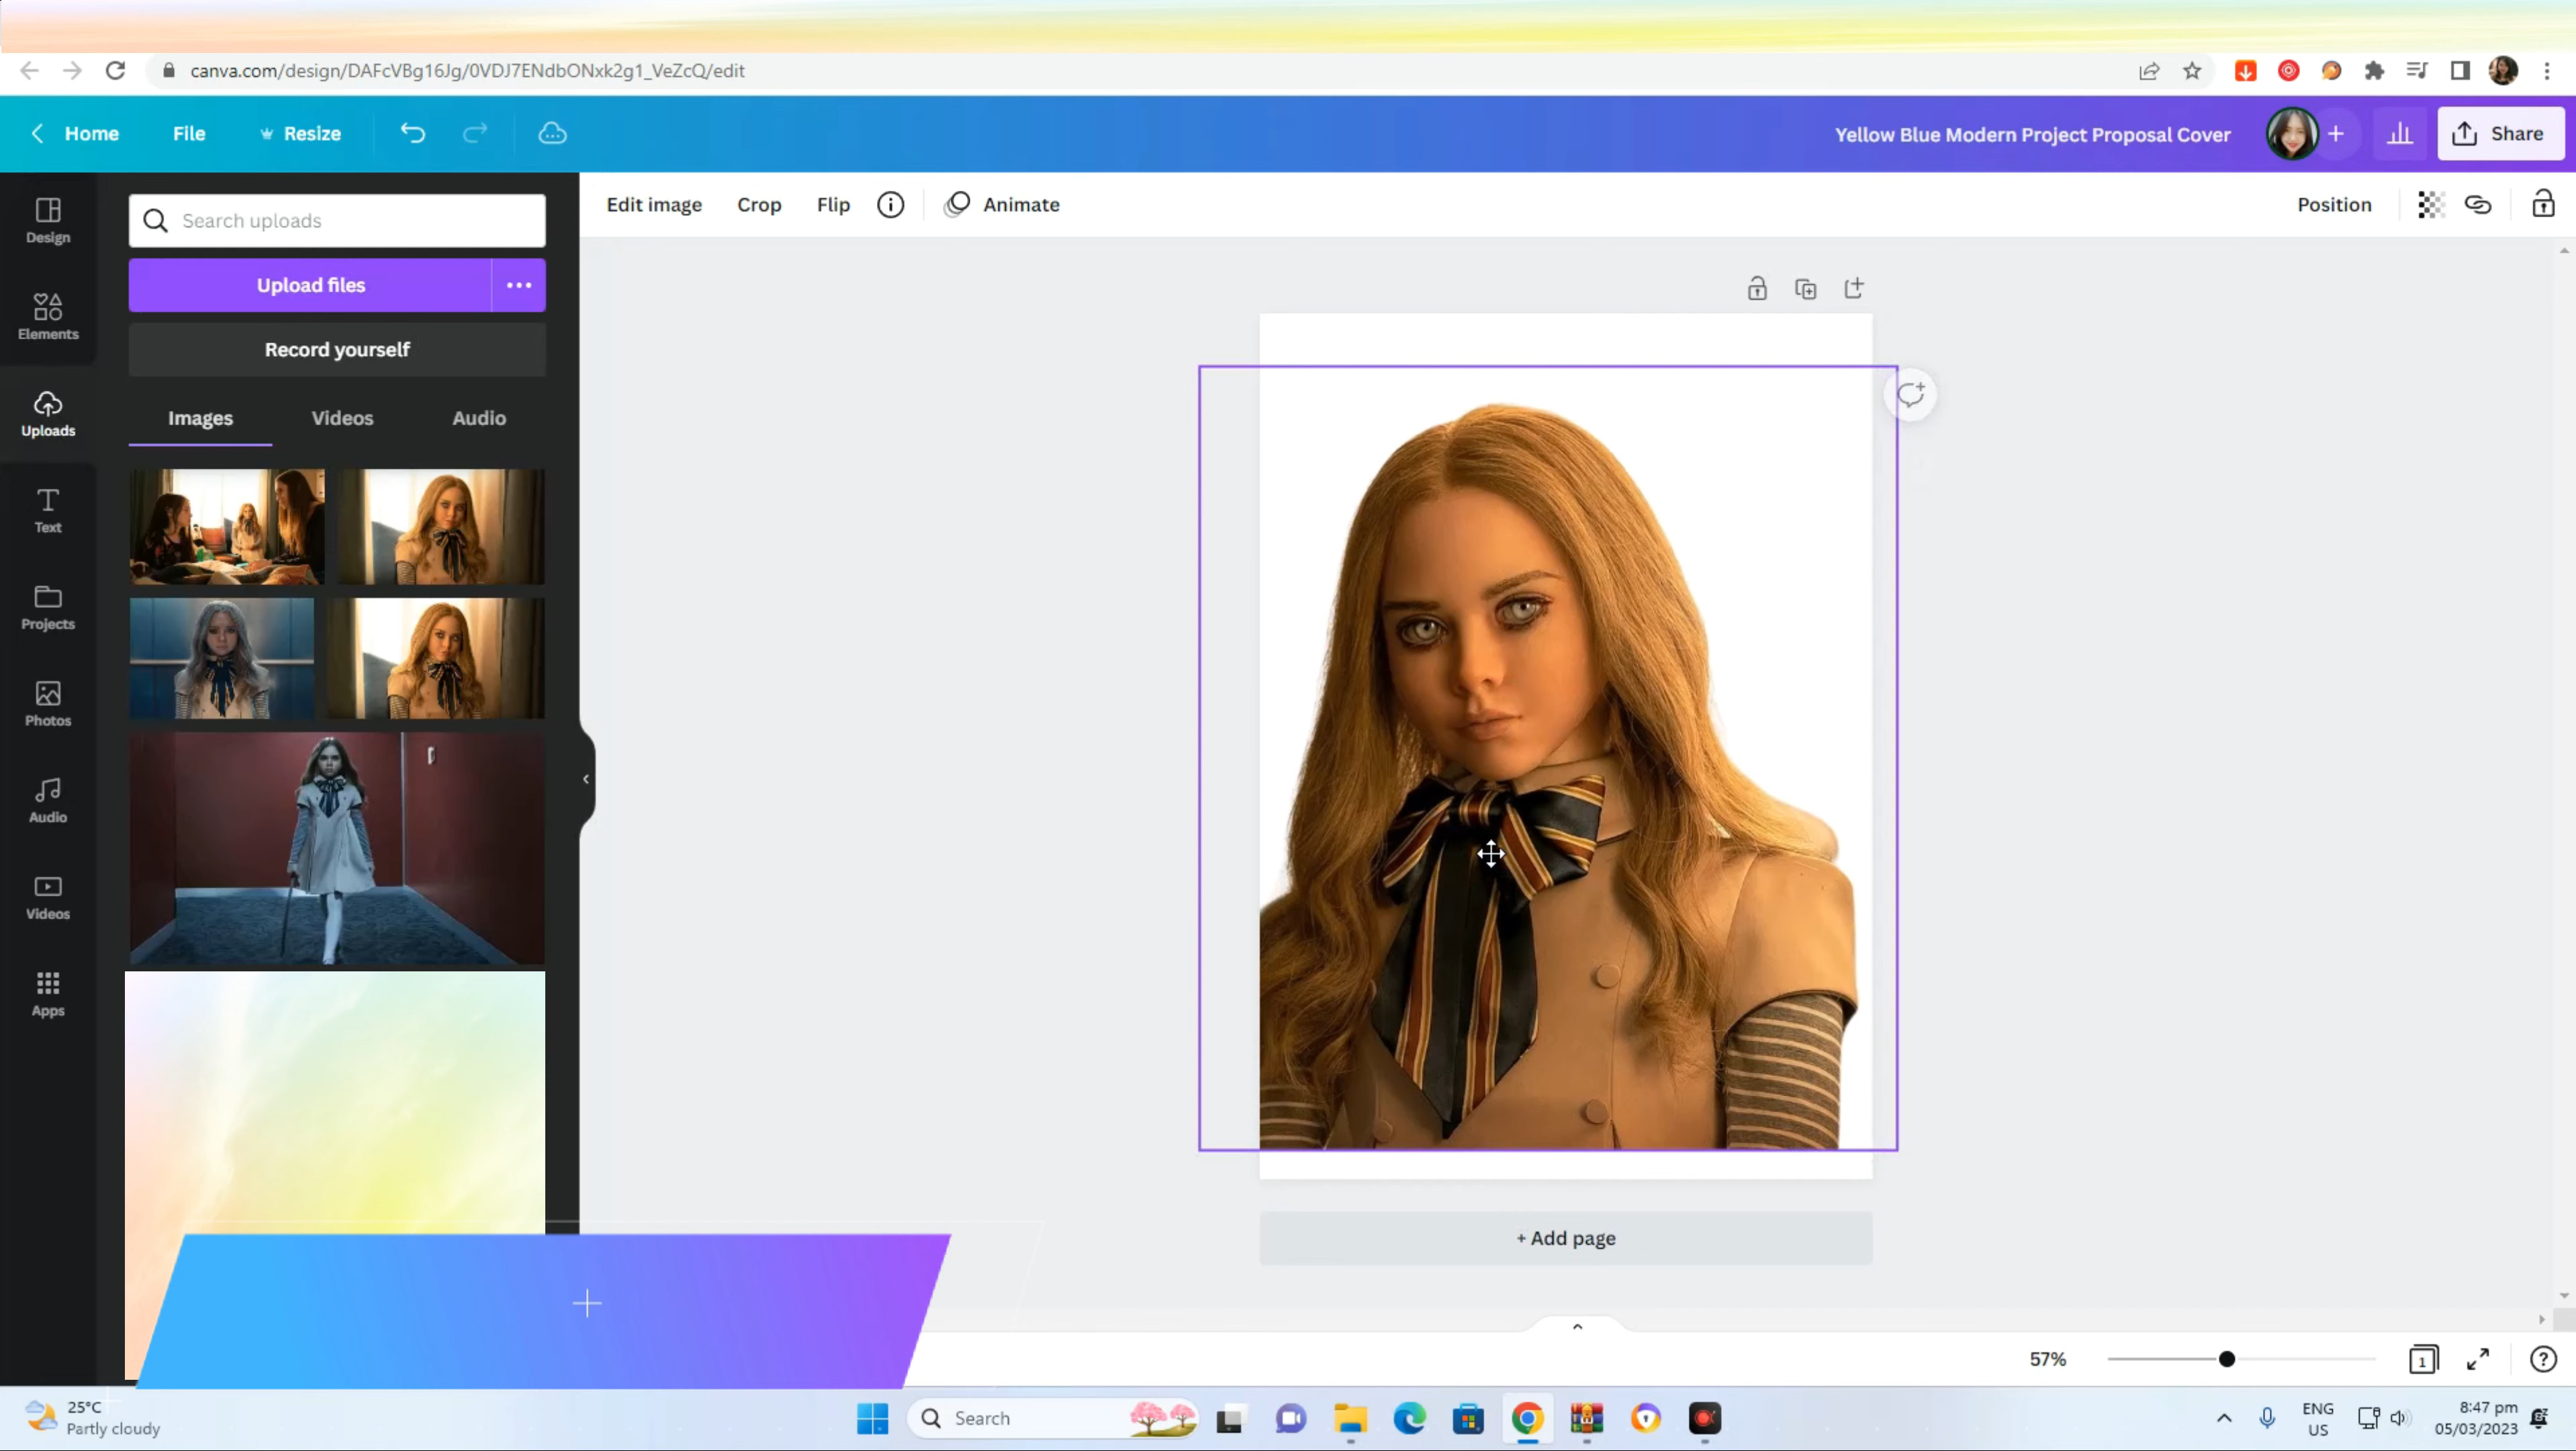 canva.com/design/DAFcVBg16Jg/0VDJ7ENdbONxk2g1_VeZcQ/edit
Home File Resize Yellow Blue Modern Project Proposal Cover Share
Edit image Crop Flip Animate Position
Search uploads
Upload files
Record yourself
Images Videos Audio
Design
Elements
Uploads
Text
Projects
Photos
Audio
Videos
Apps
+ Add page
57% 1 ?
25°C
Partly cloudy
Search
ENG
US
8:47 pm
05/03/2023